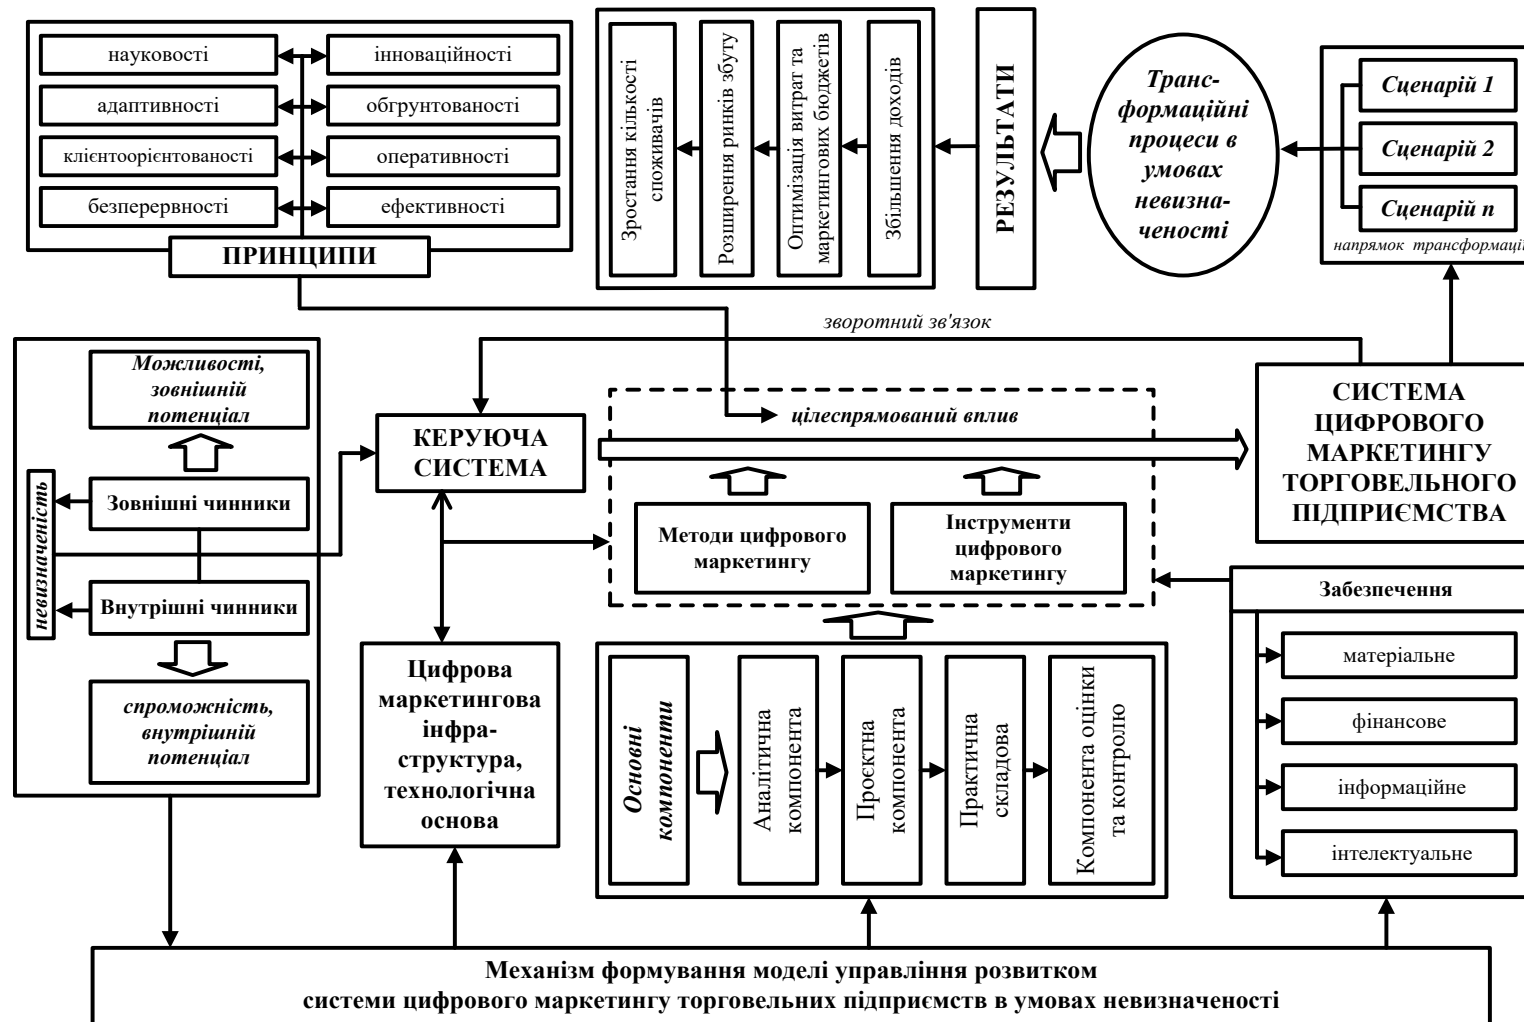 науковості
інноваційності
адаптивності
обгрунтованості
клієнтоорієнтованості
оперативності
безперервності
ефективності
ПРИНЦИПИ
Зростання кількості
споживачів
Розширення ринків збуту
Оптимізація витрат та
маркетингових бюджетів
Збільшення доходів
РЕЗУЛЬТАТИ
Транс-
формаційні
процеси в
умовах
невизна-
ченості
Сценарій 1
Сценарій 2
Сценарій n
напрямок трансформації
зворотний зв'язок
Можливості,
зовнішній
потенціал
Зовнішні чинники
невизначеність
Внутрішні чинники
спроможність,
внутрішній
потенціал
КЕРУЮЧА
СИСТЕМА
цілеспрямований вплив
Методи цифрового
маркетингу
Інструменти
цифрового
маркетингу
СИСТЕМА
ЦИФРОВОГО
МАРКЕТИНГУ
ТОРГОВЕЛЬНОГО
ПІДПРИЄМСТВА
Цифрова
маркетингова
інфра-
структура,
технологічна
основа
Основні
компоненти
Аналітична
компонента
Проєктна
компонента
Практична
складова
Компонента оцінки
та контролю
Забезпечення
матеріальне
фінансове
інформаційне
інтелектуальне
Механізм формування моделі управління розвитком
системи цифрового маркетингу торговельних підприємств в умовах невизначеності